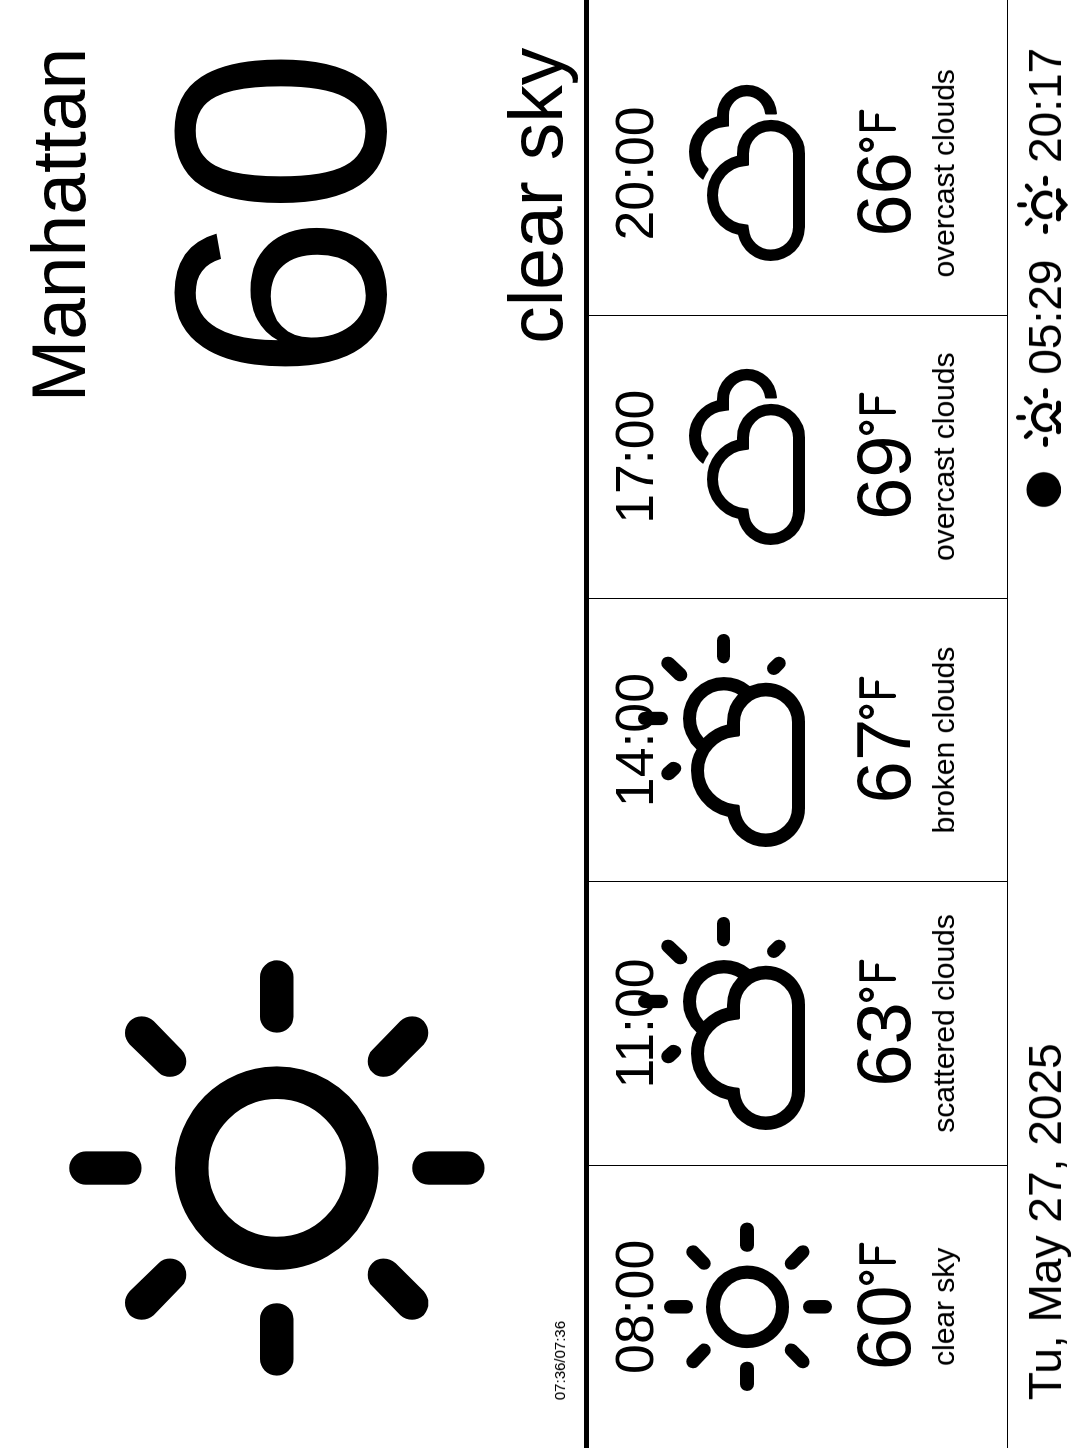 Manhattan
60
clear sky
07:36/07:36
08:00
60°F
clear sky
11:00
63°F
scattered clouds
14:00
67°F
broken clouds
17:00
69°F
overcast clouds
20:00
66°F
overcast clouds
Tu, May 27, 2025
05:29
20:17